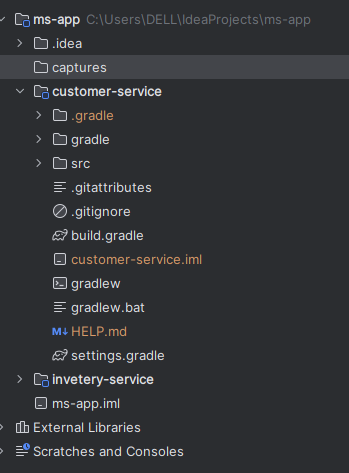 ms-app C:\Users\DELL\IdeaProjects\ms-app
.idea
captures
customer-service
.gradle
gradle
src
.gitattributes
.gitignore
build.gradle
customer-service.iml
gradlew
gradlew.bat
M↓ HELP.md
settings.gradle
invetery-service
ms-app.iml
External Libraries
Scratches and Consoles